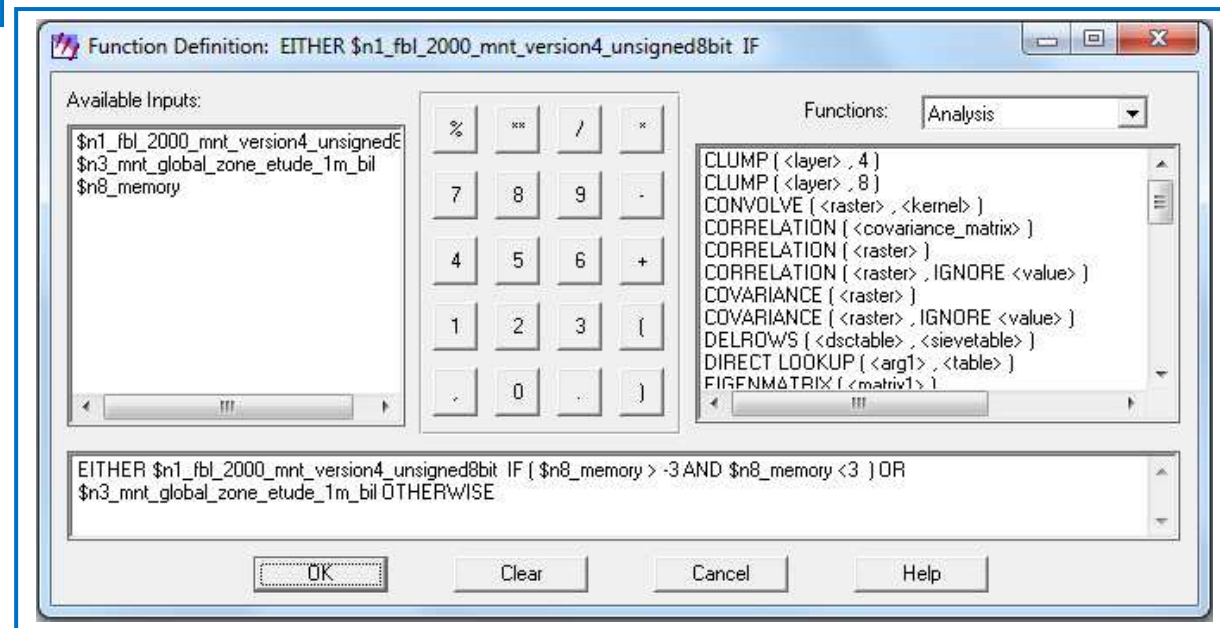 Function Definition: EITHER $n1_fbl_2000_mnt_version4_unsigned8bit IF
Available Inputs:
$n1_fbl_2000_mnt_version4_unsigned8
$n3_mnt_global_zone_etude_1m_bil
$n8_memory
% ** / *
7 8 9 -
4 5 6 +
1 2 3 (
, 0 . )
Functions: Analysis
CLUMP ( <layer> , 4 )
CLUMP ( <layer> , 8 )
CONVOLVE ( <raster> , <kernel> )
CORRELATION ( <covariance_matrix> )
CORRELATION ( <raster> )
CORRELATION ( <raster> , IGNORE <value> )
COVARIANCE ( <raster> )
COVARIANCE ( <raster> , IGNORE <value> )
DELROWS ( <dsctable> , <sievetable> )
DIRECT LOOKUP ( <arg1> , <table> )
EIGENMATRIX ( <matrix1> )
EITHER $n1_fbl_2000_mnt_version4_unsigned8bit IF ( $n8_memory > -3 AND $n8_memory <3 ) OR
$n3_mnt_global_zone_etude_1m_bil OTHERWISE
OK Clear Cancel Help